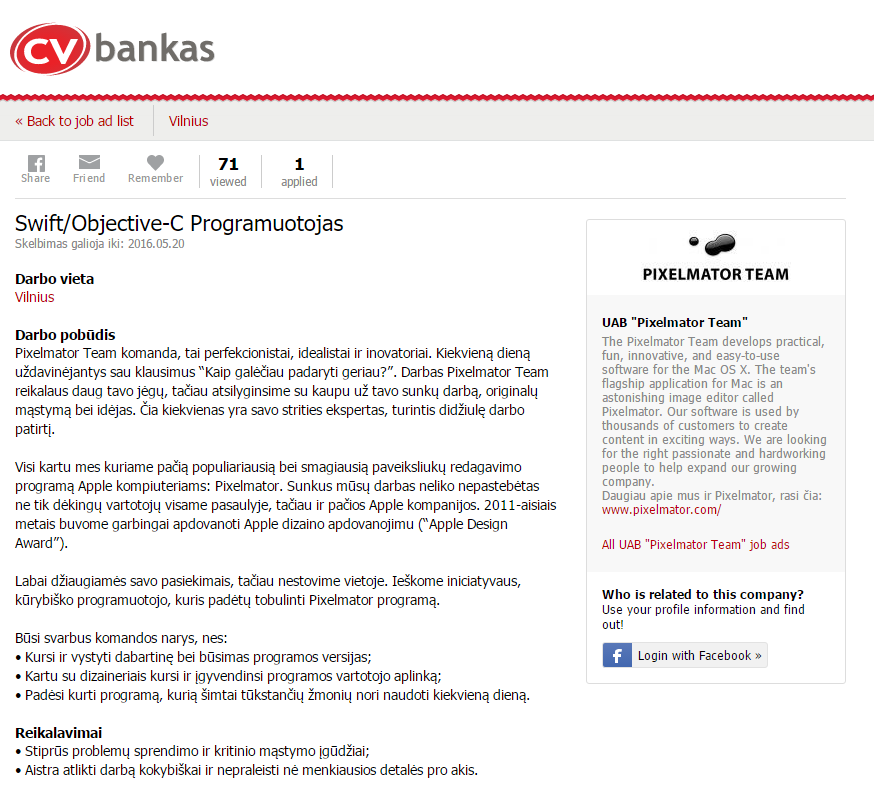 CV bankas
« Back to job ad list
Vilnius
Share
Friend
Remember
71
viewed
1
applied
Swift/Objective-C Programuotojas
Skelbimas galioja iki: 2016.05.20
Darbo vieta
Vilnius
Darbo pobūdis
Pixelmator Team komanda, tai perfekcionistai, idealistai ir inovatoriai. Kiekvieną dieną
uždavinėjantys sau klausimus “Kaip galėčiau padaryti geriau?”. Darbas Pixelmator Team
reikalaus daug tavo jėgų, tačiau atsilyginsime su kaupu už tavo sunkų darbą, originalų
mąstymą bei idėjas. Čia kiekvienas yra savo strities ekspertas, turintis didžiulę darbo
patirtį.
Visi kartu mes kuriame pačią populiariausią bei smagiausią paveiksliukų redagavimo
programą Apple kompiuteriams: Pixelmator. Sunkus mūsų darbas neliko nepastebėtas
ne tik dėkingų vartotojų visame pasaulyje, tačiau ir pačios Apple kompanijos. 2011-aisiais
metais buvome garbingai apdovanoti Apple dizaino apdovanojimu (“Apple Design
Award”).
Labai džiaugiamės savo pasiekimais, tačiau nestovime vietoje. Ieškome iniciatyvaus,
kūrybiško programuotojo, kuris padėtų tobulinti Pixelmator programą.
Būsi svarbus komandos narys, nes:
• Kursi ir vystyti dabartinę bei būsimas programos versijas;
• Kartu su dizaineriais kursi ir įgyvendinsi programos vartotojo aplinką;
• Padėsi kurti programą, kurią šimtai tūkstančių žmonių nori naudoti kiekvieną dieną.
Reikalavimai
• Stiprūs problemų sprendimo ir kritinio mąstymo įgūdžiai;
• Aistra atlikti darbą kokybiškai ir nepraleisti nė menkiausios detalės pro akis.
PIXELMATOR TEAM
UAB "Pixelmator Team"
The Pixelmator Team develops practical,
fun, innovative, and easy-to-use
software for the Mac OS X. The team's
flagship application for Mac is an
astonishing image editor called
Pixelmator. Our software is used by
thousands of customers to create
content in exciting ways. We are looking
for the right passionate and hardworking
people to help expand our growing
company.
Daugiau apie mus ir Pixelmator, rasi čia:
www.pixelmator.com/
All UAB "Pixelmator Team" job ads
Who is related to this company?
Use your profile information and find
out!
f Login with Facebook »